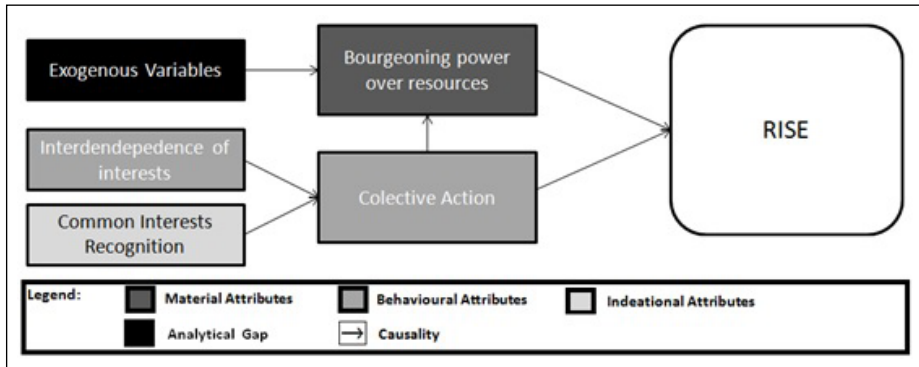 Exogenous Variables
Bourgeoning power
over resources
RISE
Interdendepedence of
interests
Colective Action
Common Interests
Recognition
Legend:
Material Attributes
Behavioural Attributes
Indeational Attributes
Analytical Gap
Causality